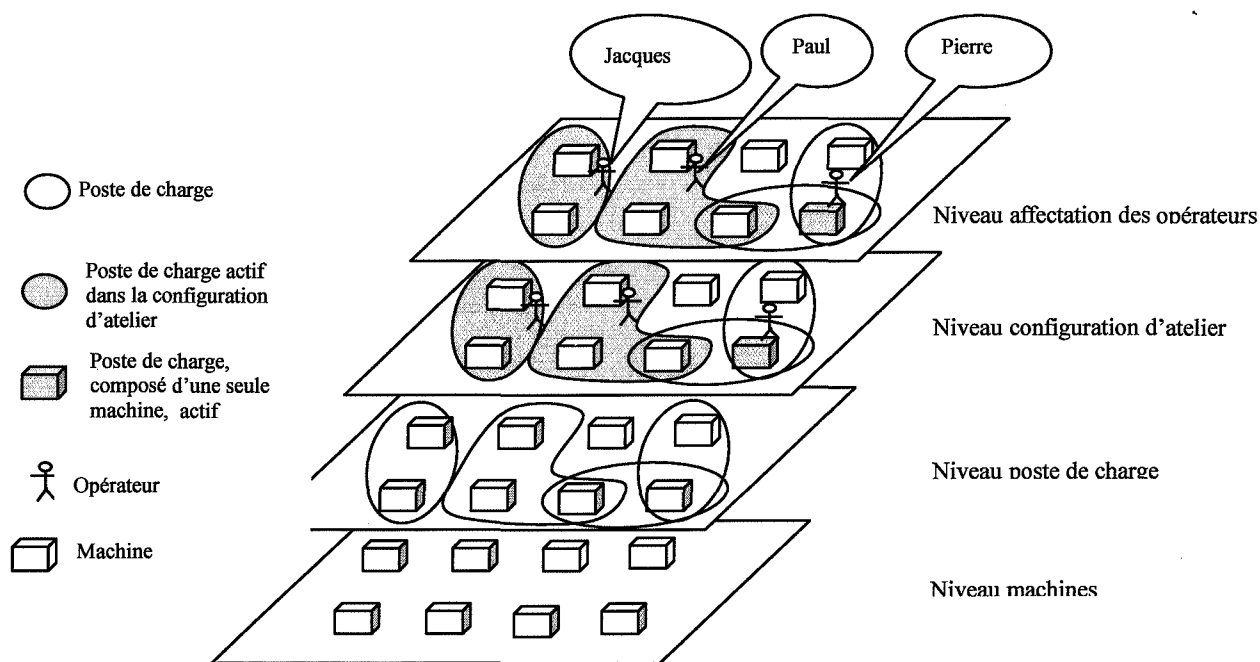 Jacques
Paul
Pierre
Poste de charge
Poste de charge actif
dans la configuration
d'atelier
Poste de charge,
composé d'une seule
machine, actif
Opérateur
Machine
Niveau affectation des opérateurs
Niveau configuration d'atelier
Niveau poste de charge
Niveau machines